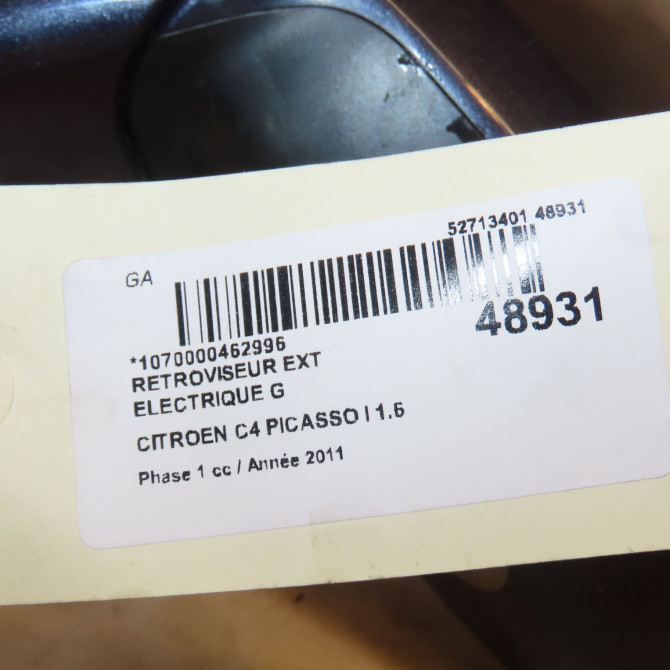 52713401 48931
GA
48931
*1070000462996
RETROVISEUR EXT
ELECTRIQUE G
CITROEN C4 PICASSO I 1.6
Phase 1 cc / Année 2011